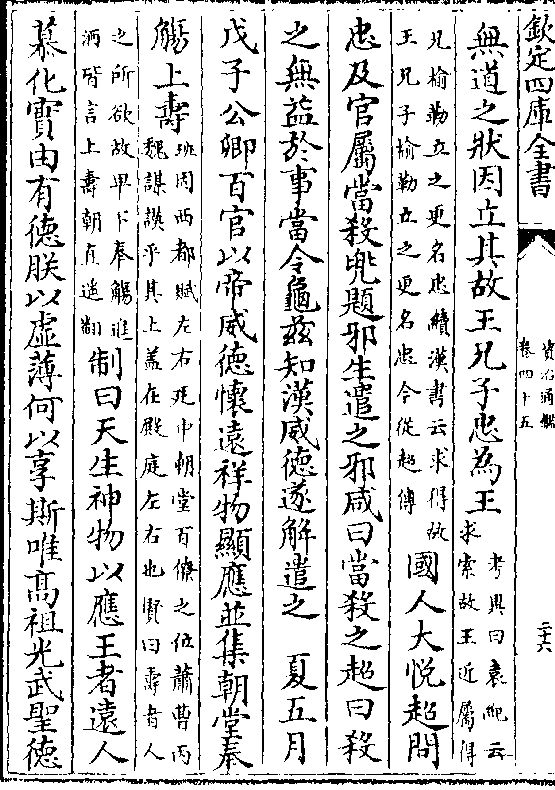 欽定四庫全書
資治通鑑
卷四十五
二十六
無道之狀因立其故王兄子忠為王
考異曰袁紀云
求索故王近屬得
兄榆勒立之更名忠續漢書云求得故
王兄子榆勒立之更名忠今從超傳
國人大悅超問
忠及官屬當殺兜題邪生遣之邪咸曰當殺之超曰殺
之無益於事當令龜茲知漢威德遂解遣之 夏五月
戊子公卿百官以帝威德懷遠祥物顯應並集朝堂奉
觴上壽
班固西都賦左右廷中朝堂百僚之位蕭曹丙
魏謀謨乎其上蓋在殿庭左右也賢曰壽者人
之所欲故卑下奉觴進
酒皆言上壽朝直遥翻
制曰天生神物以應王者遠人
慕化實由有德朕以虛薄何以享斯唯高祖光武聖德